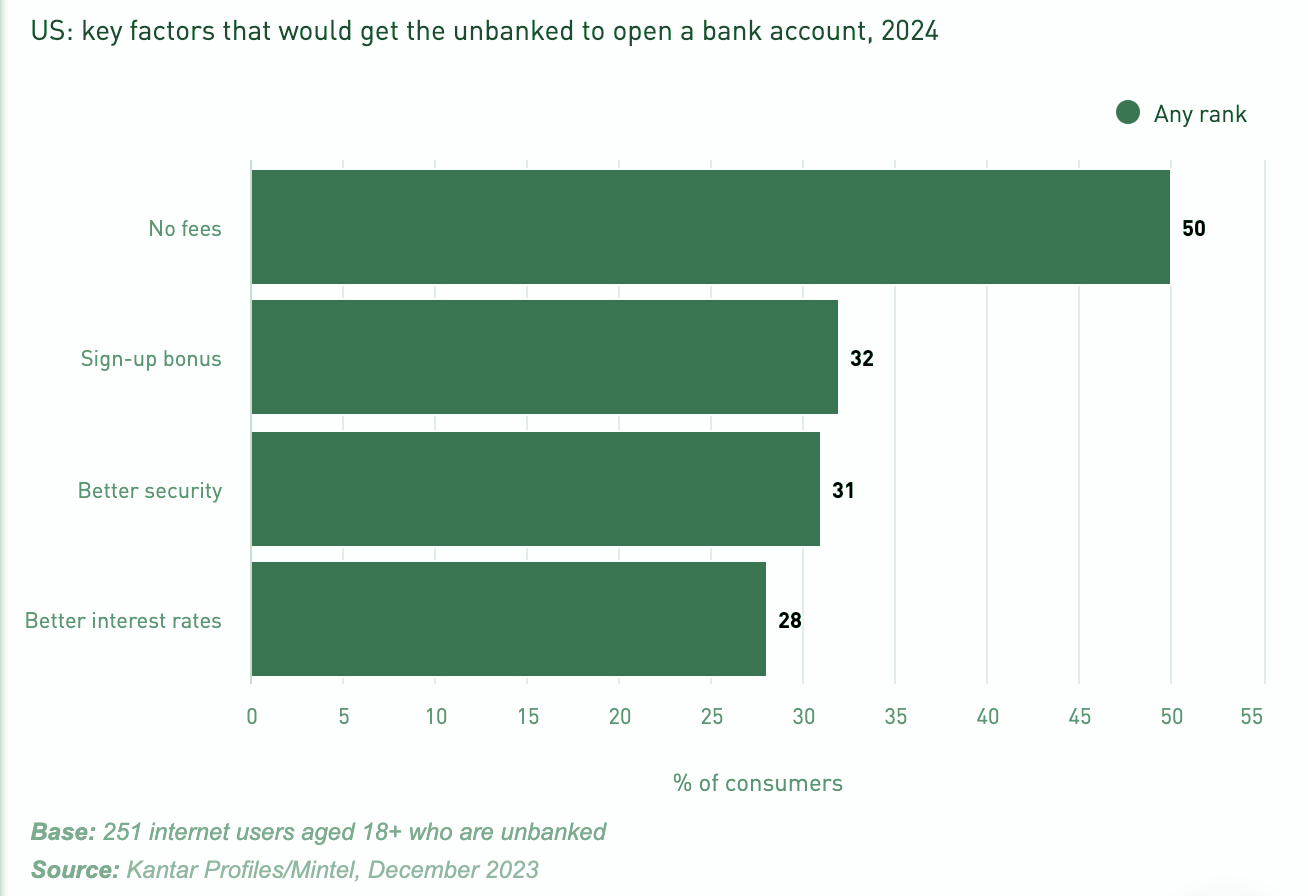 US: key factors that would get the unbanked to open a bank account, 2024
Any rank
No fees
50
Sign-up bonus
32
Better security
31
Better interest rates
28
0 5 10 15 20 25 30 35 40 45 50 55
% of consumers
Base: 251 internet users aged 18+ who are unbanked
Source: Kantar Profiles/Mintel, December 2023